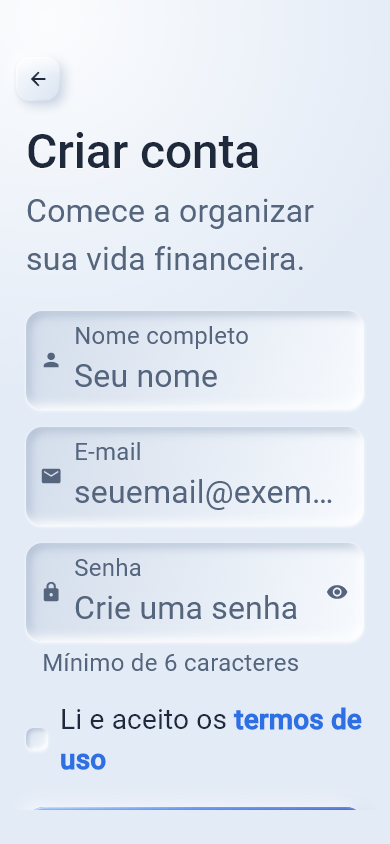 Criar conta
Comece a organizar
sua vida financeira.
Nome completo
Seu nome
E-mail
seuemail@exem...
Senha
Crie uma senha
Mínimo de 6 caracteres
Li e aceito os termos de
uso